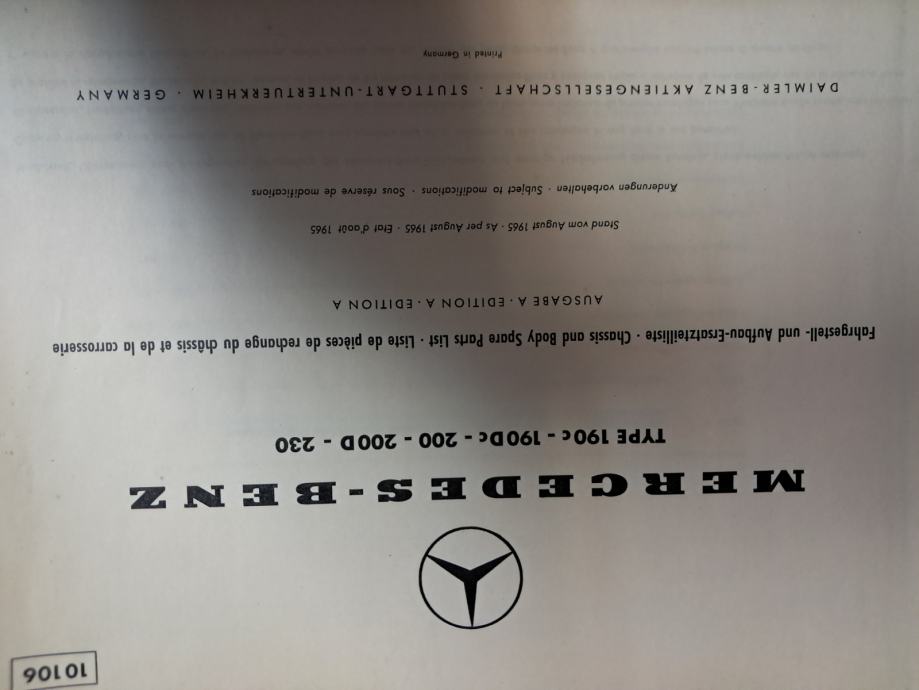 10106
MERCEDES-BENZ
TYPE 190c - 190Dc - 200 - 200D - 230
Fahrgestell- und Aufbau-Ersatzteilliste · Chassis and Body Spare Parts List · Liste de pièces de rechange du châssis et de la carrosserie
AUSGABE A · EDITION A · EDITION A
Stand vom August 1965 · As per August 1965 · Etat d'août 1965
Änderungen vorbehalten · Subject to modifications · Sous réserve de modifications
DAIMLER-BENZ AKTIENGESELLSCHAFT · STUTTGART-UNTERTUERKHEIM · GERMANY
Printed in Germany